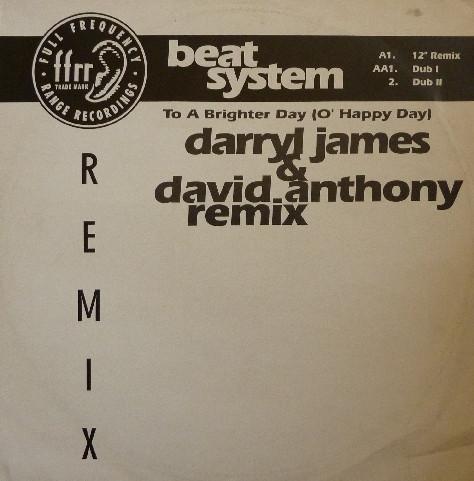 FULL FREQUENCY
ffrr
TRADE MARK
RANGE RECORDINGS
beat
system
A1. 12" Remix
AA1. Dub I
2. Dub II
To A Brighter Day (O' Happy Day)
darryl james
&
david anthony
remix
R
E
M
I
X